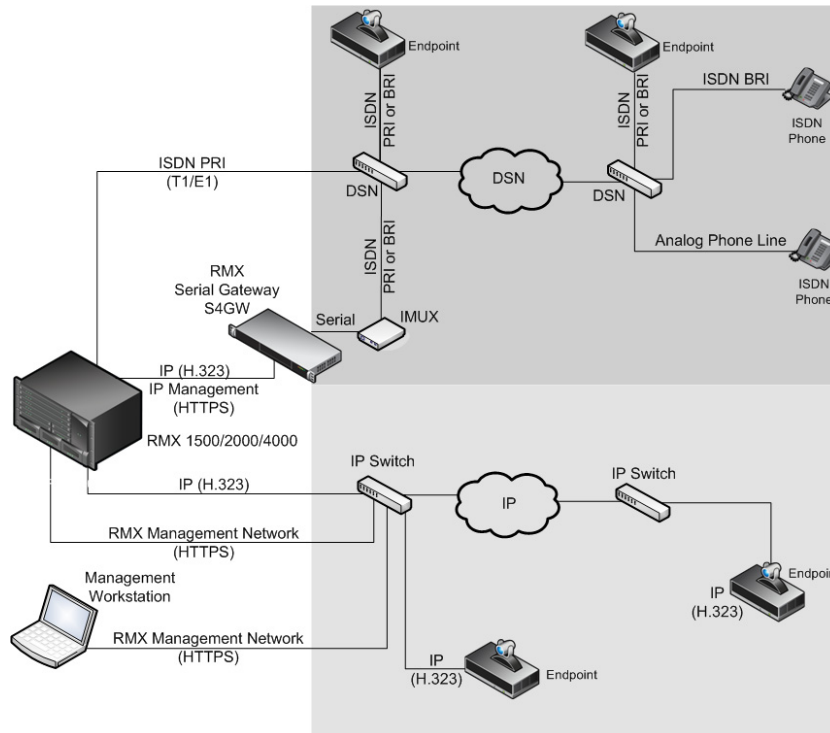 Endpoint
Endpoint
ISDN
PRI or BRI
ISDN
PRI or BRI
ISDN BRI
ISDN
Phone
ISDN PRI
(T1/E1)
DSN
DSN
DSN
ISDN
PRI or BRI
Analog Phone Line
ISDN
Phone
RMX
Serial Gateway
S4GW
Serial
IMUX
IP (H.323)
IP Management
(HTTPS)
RMX 1500/2000/4000
IP Switch
IP
IP Switch
IP (H.323)
RMX Management Network
(HTTPS)
Management
Workstation
RMX Management Network
(HTTPS)
IP
(H.323)
Endpoint
IP
(H.323)
Endpoint